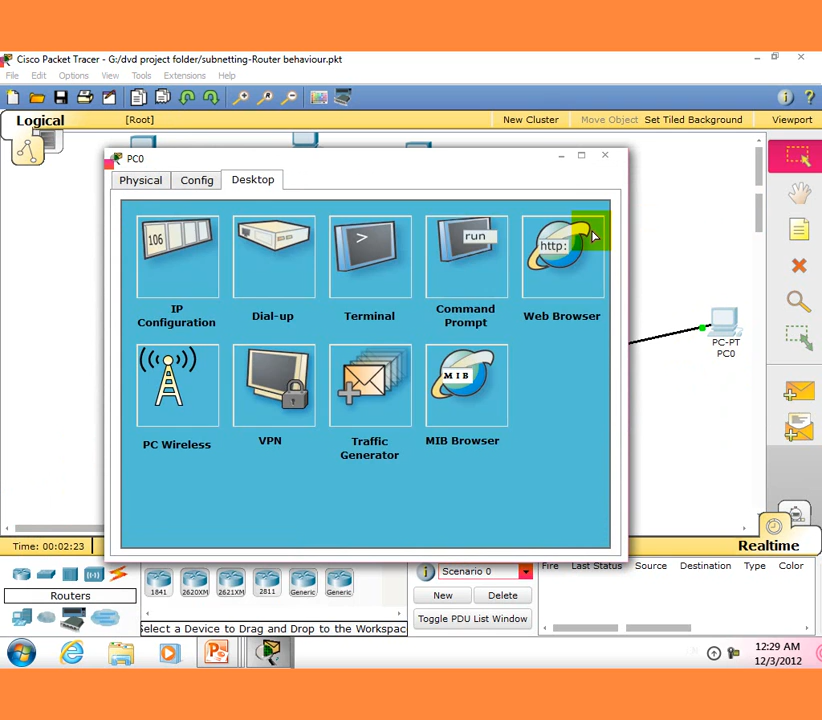 Cisco Packet Tracer - G:/dvd project folder/subnetting-Router behaviour.pkt
File Edit Options View Tools Extensions Help
Logical [Root] New Cluster Move Object Set Tiled Background Viewport
PC0
Physical Config Desktop
106
>
run
http:
IP Configuration
Dial-up
Terminal
Command Prompt
Web Browser
MIB
PC Wireless
VPN
Traffic Generator
MIB Browser
PC-PT
PC0
Time: 00:02:23
Realtime
Routers
1841 2620XM 2621XM 2811 Generic Generic
Select a Device to Drag and Drop to the Workspac
Scenario 0
New Delete
Toggle PDU List Window
Fire Last Status Source Destination Type Color
12:29 AM
12/3/2012